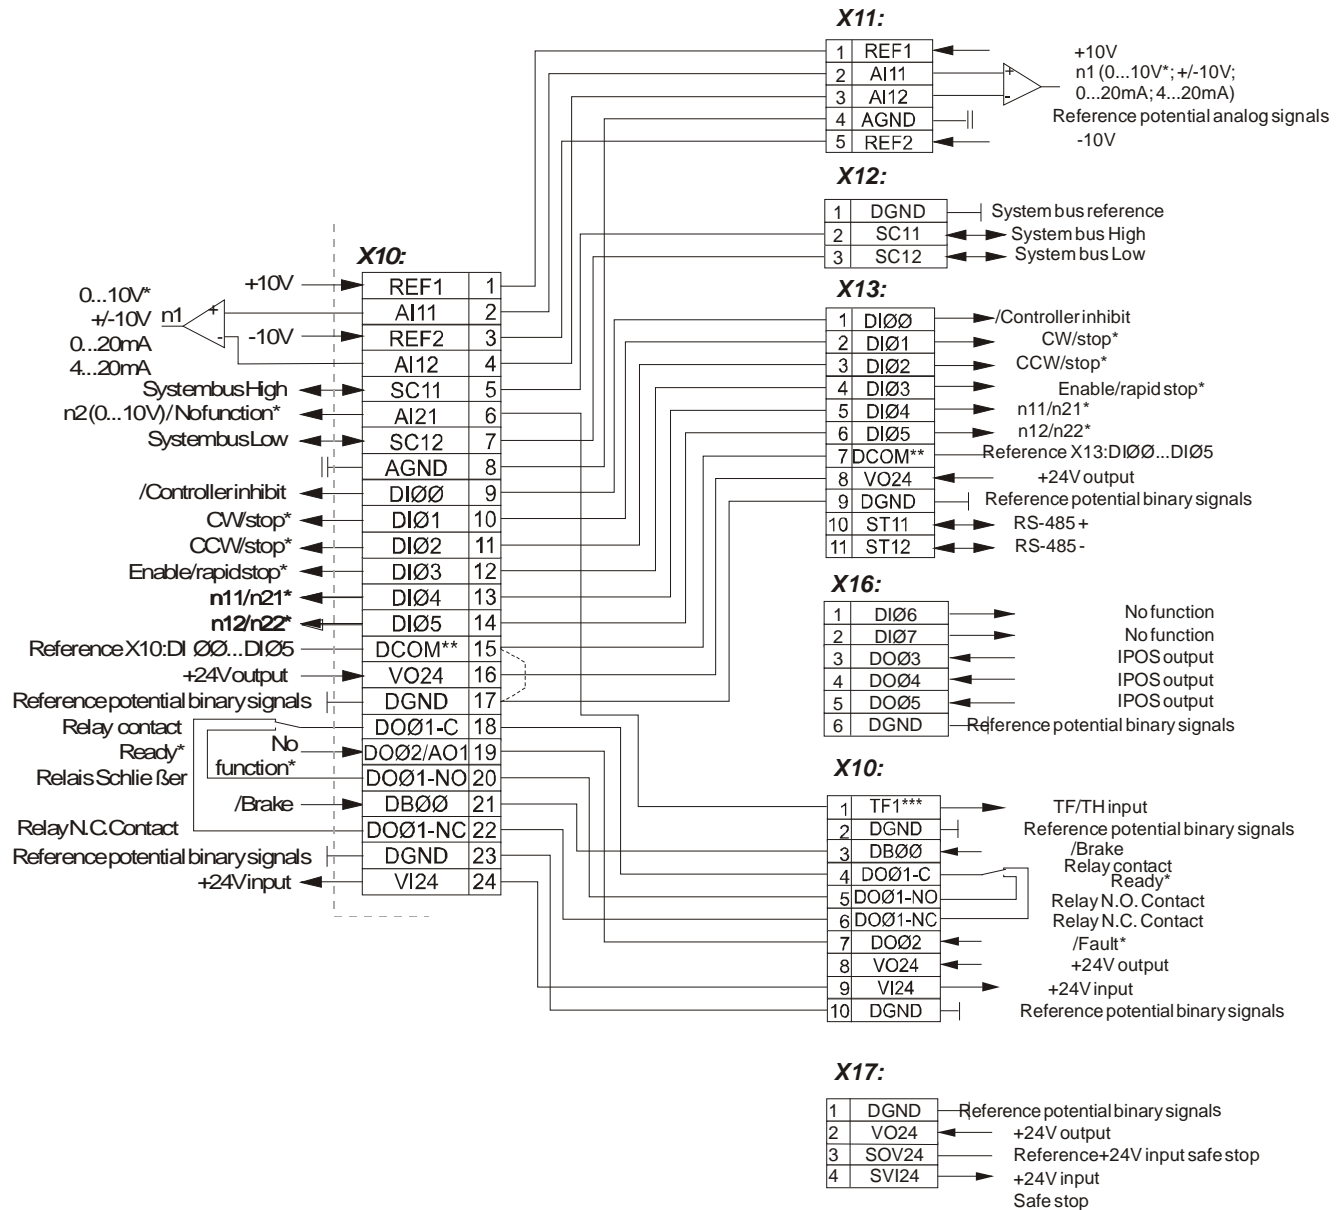 X11:
1 REF1 +10V
2 AI11 n1 (0...10V*; +/-10V;
3 AI12 0...20mA; 4...20mA)
4 AGND Reference potential analog signals
5 REF2 -10V
+
-
X12:
1 DGND System bus reference
2 SC11 System bus High
3 SC12 System bus Low
X13:
1 DIØØ /Controller inhibit
2 DIØ1 CW/stop*
3 DIØ2 CCW/stop*
4 DIØ3 Enable/rapid stop*
5 DIØ4 n11/n21*
6 DIØ5 n12/n22*
7 DCOM** Reference X13:DIØØ...DIØ5
8 VO24 +24V output
9 DGND Reference potential binary signals
10 ST11 RS-485+
11 ST12 RS-485-
X16:
1 DIØ6 No function
2 DIØ7 No function
3 DOØ3 IPOS output
4 DOØ4 IPOS output
5 DOØ5 IPOS output
6 DGND Reference potential binary signals
X10:
1 TF1*** TF/TH input
2 DGND Reference potential binary signals
3 DBØØ /Brake
4 DOØ1-C Relay contact
Ready*
5 DOØ1-NO Relay N.O. Contact
6 DOØ1-NC Relay N.C. Contact
7 DOØ2 /Fault*
8 VO24 +24V output
9 VI24 +24V input
10 DGND Reference potential binary signals
X17:
1 DGND Reference potential binary signals
2 VO24 +24V output
3 SOV24 Reference+24V input safe stop
4 SVI24 +24V input
Safe stop
X10:
+10V REF1 1
0...10V*
+/-10V n1
0...20mA
4...20mA
+
-
AI11 2
-10V REF2 3
AI12 4
Systembus High SC11 5
n2(0...10V)/No function* AI21 6
Systembus Low SC12 7
AGND 8
/Controller inhibit DIØØ 9
CW/stop* DIØ1 10
CCW/stop* DIØ2 11
Enable/rapid stop* DIØ3 12
n11/n21* DIØ4 13
n12/n22* DIØ5 14
Reference X10:DI ØØ...DIØ5 DCOM** 15
+24V output VO24 16
Reference potential binary signals DGND 17
Relay contact DOØ1-C 18
Ready* No
function* DOØ2/AO1 19
Relais Schlie ßer DOØ1-NO 20
/Brake DBØØ 21
Relay N.C. Contact DOØ1-NC 22
Reference potential binary signals DGND 23
+24V input VI24 24